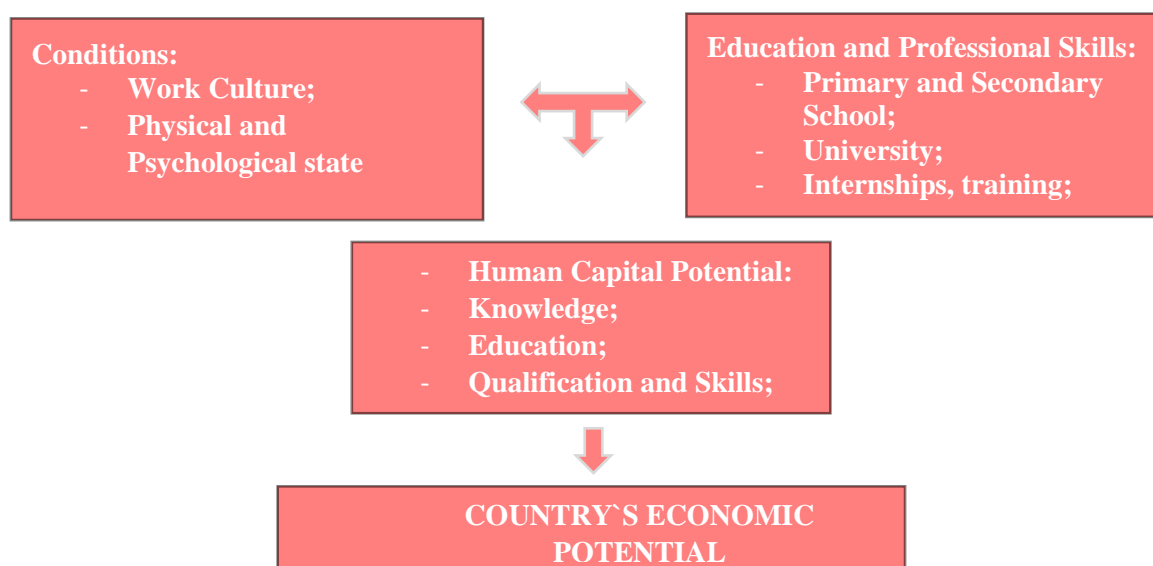 Conditions:
- Work Culture;
- Physical and
Psychological state
Education and Professional Skills:
- Primary and Secondary
School;
- University;
- Internships, training;
- Human Capital Potential:
- Knowledge;
- Education;
- Qualification and Skills;
COUNTRY`S ECONOMIC
POTENTIAL